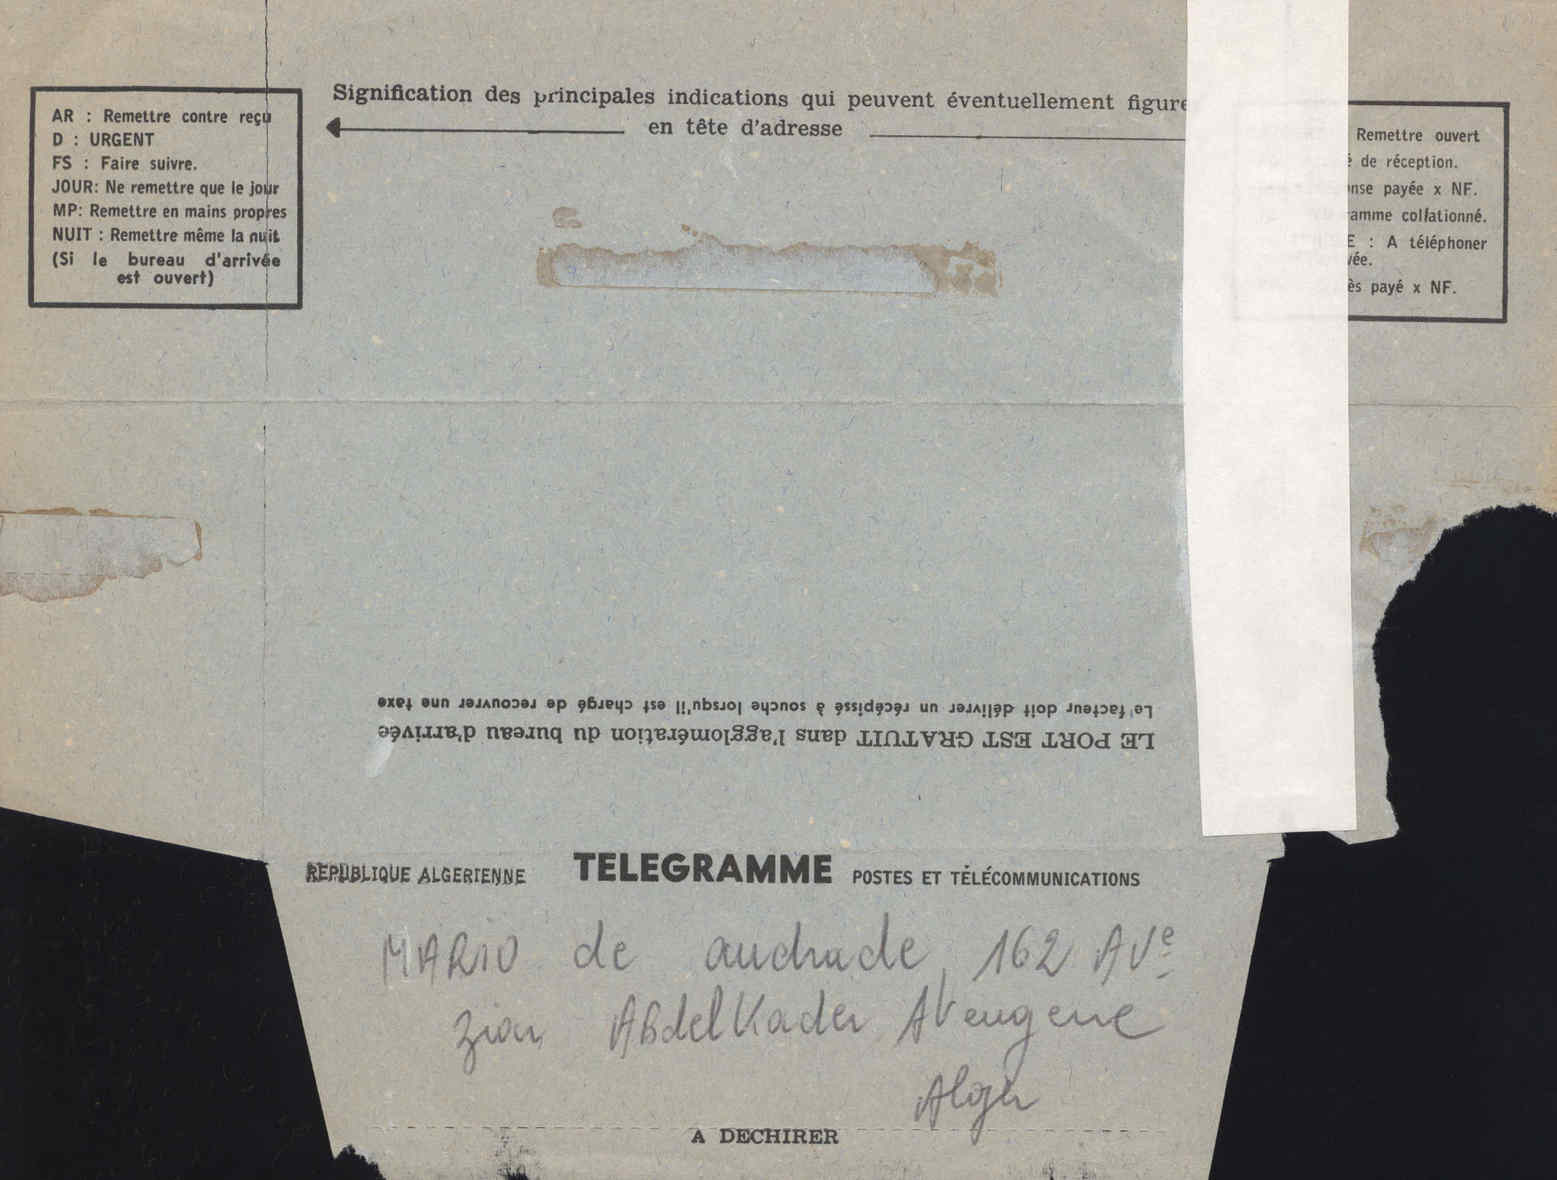 Signification des principales indications qui peuvent éventuellement figure
en tête d'adresse
AR : Remettre contre reçu
D : URGENT
FS : Faire suivre.
JOUR: Ne remettre que le jour
MP: Remettre en mains propres
NUIT : Remettre même la nuit
(Si le bureau d'arrivée
est ouvert)
Remettre ouvert
é de réception.
onse payée x NF.
ramme collationné.
E : A téléphoner
vée.
ès payé x NF.
LE PORT EST GRATUIT dans l'agglomération du bureau d'arrivée
Le facteur doit délivrer un récépissé à souche lorsqu'il est chargé de recouvrer une taxe
REPUBLIQUE ALGERIENNE TELEGRAMME POSTES ET TÉLÉCOMMUNICATIONS
MARIO de andrade, 162 AVe
AbdelKader
Alger
A DECHIRER